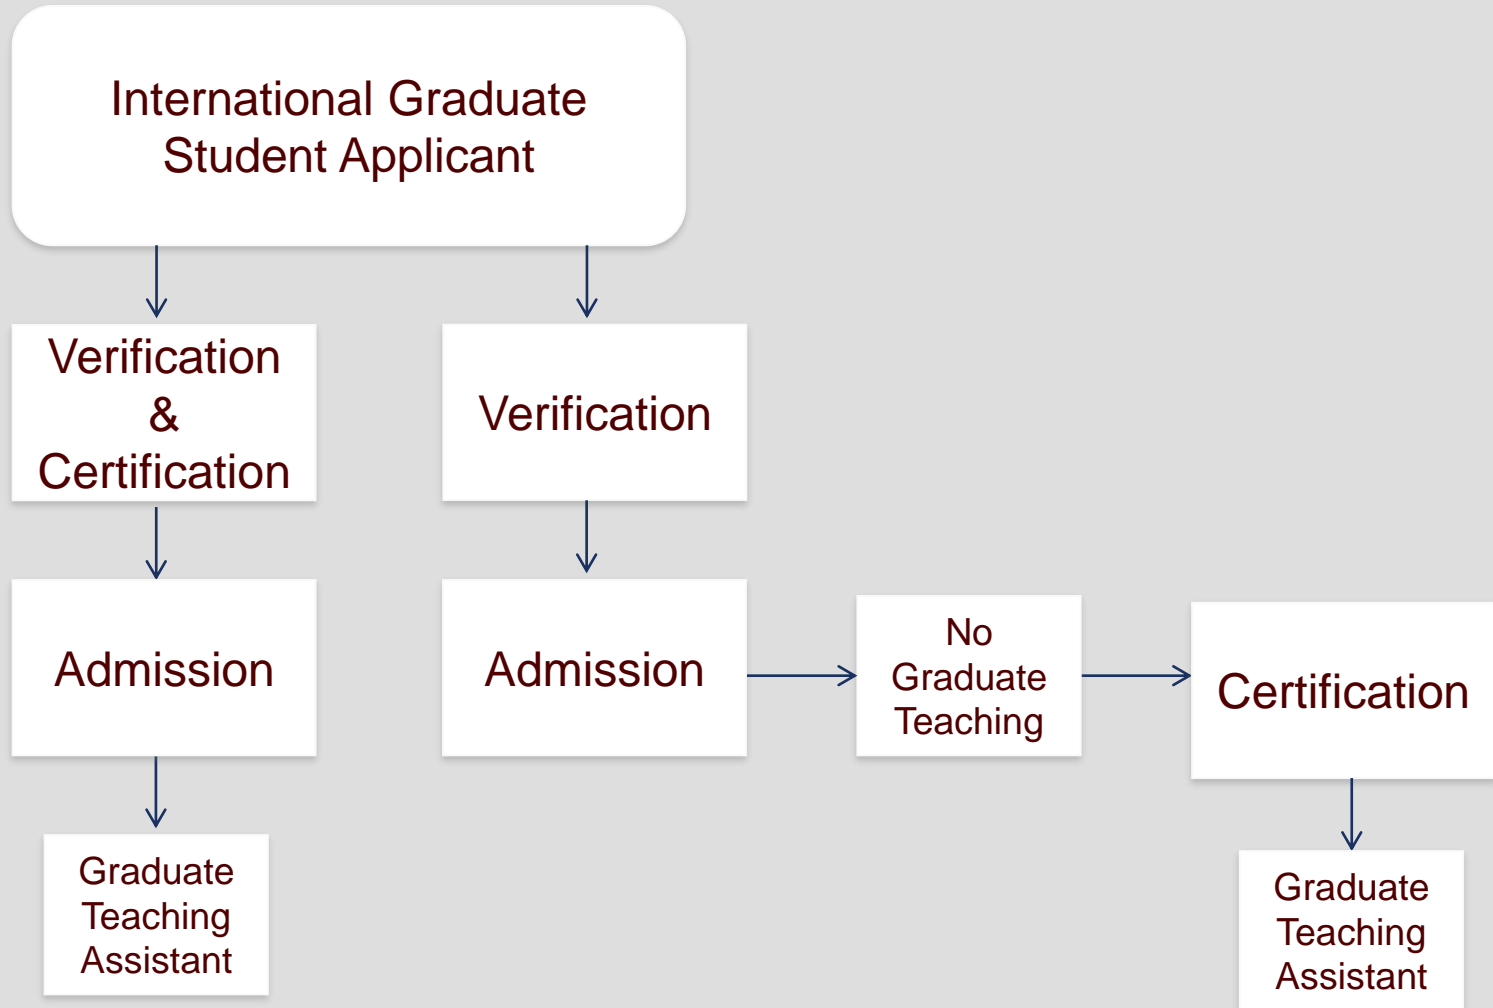 International Graduate
Student Applicant
Verification
&
Certification
Verification
Admission
Admission
No
Graduate
Teaching
Certification
Graduate
Teaching
Assistant
Graduate
Teaching
Assistant